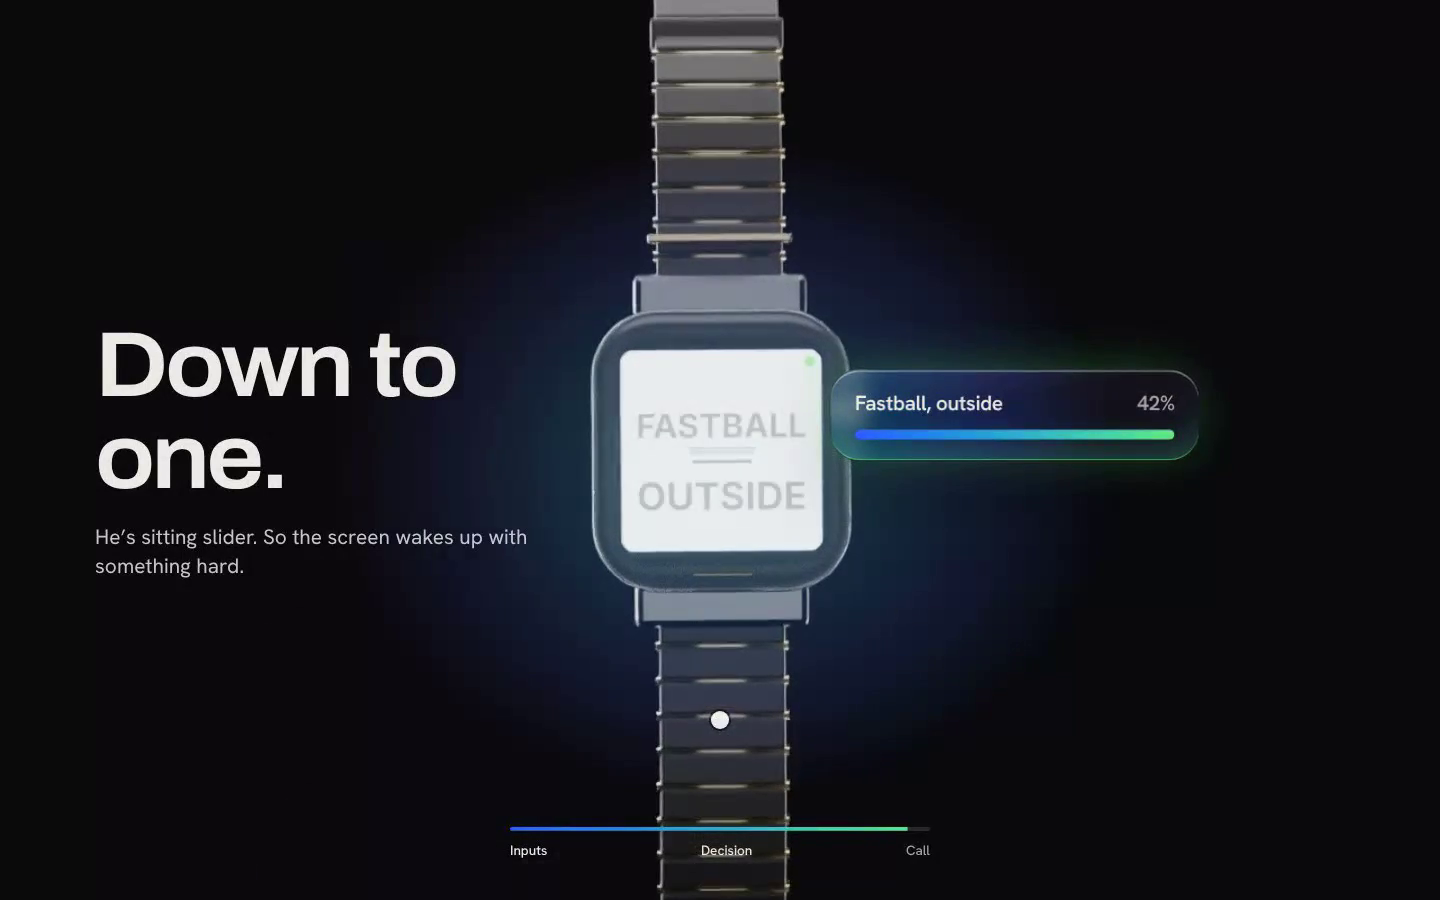 Down to
one.
He’s sitting slider. So the screen wakes up with
something hard.
FASTBALL
OUTSIDE
Fastball, outside 42%
Inputs Decision Call